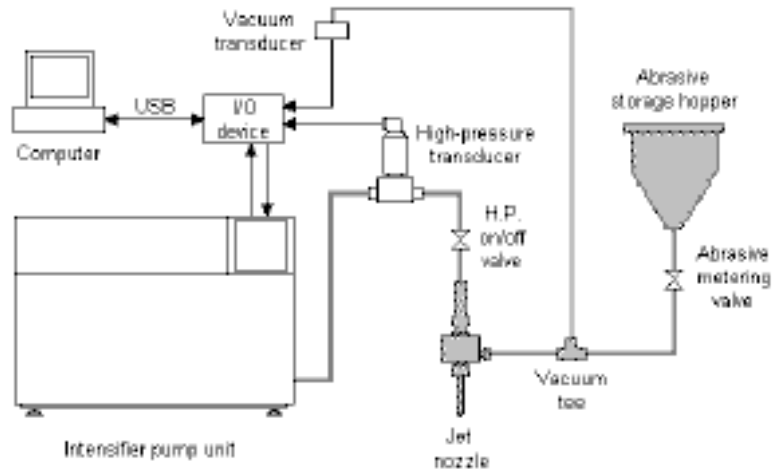 Vacuum
transducer
Abrasive
storage hopper
USB
I/O
device
High-pressure
transducer
Computer
H.P.
on/off
valve
Abrasive
metering
valve
Vacuum
tee
Jet
nozzle
Intensifier pump unit